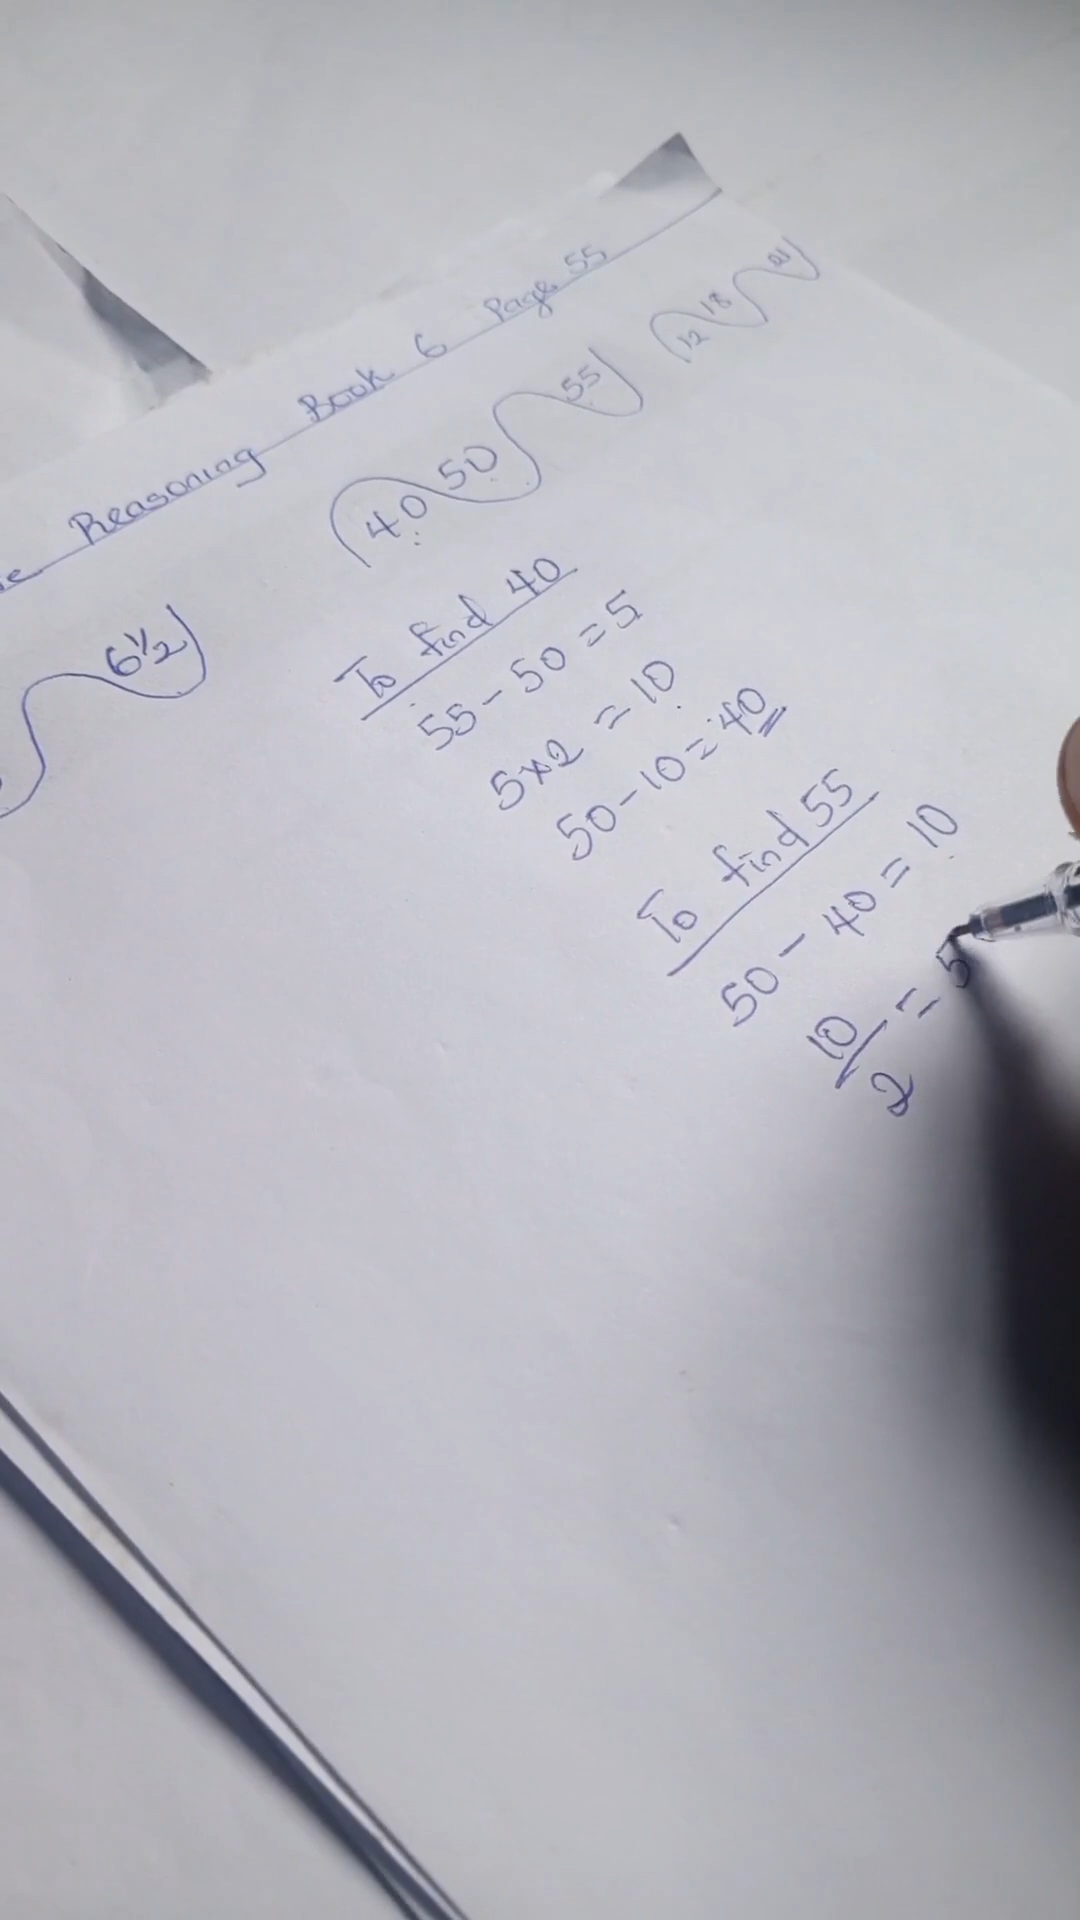 Reasoning Book 6 Page 55
6½
40 50 55
12 18 21
To find 40
55 - 50 = 5
5×2 = 10
50 - 10 = 40
To find 55
50 - 40 = 10
10/2 = 5